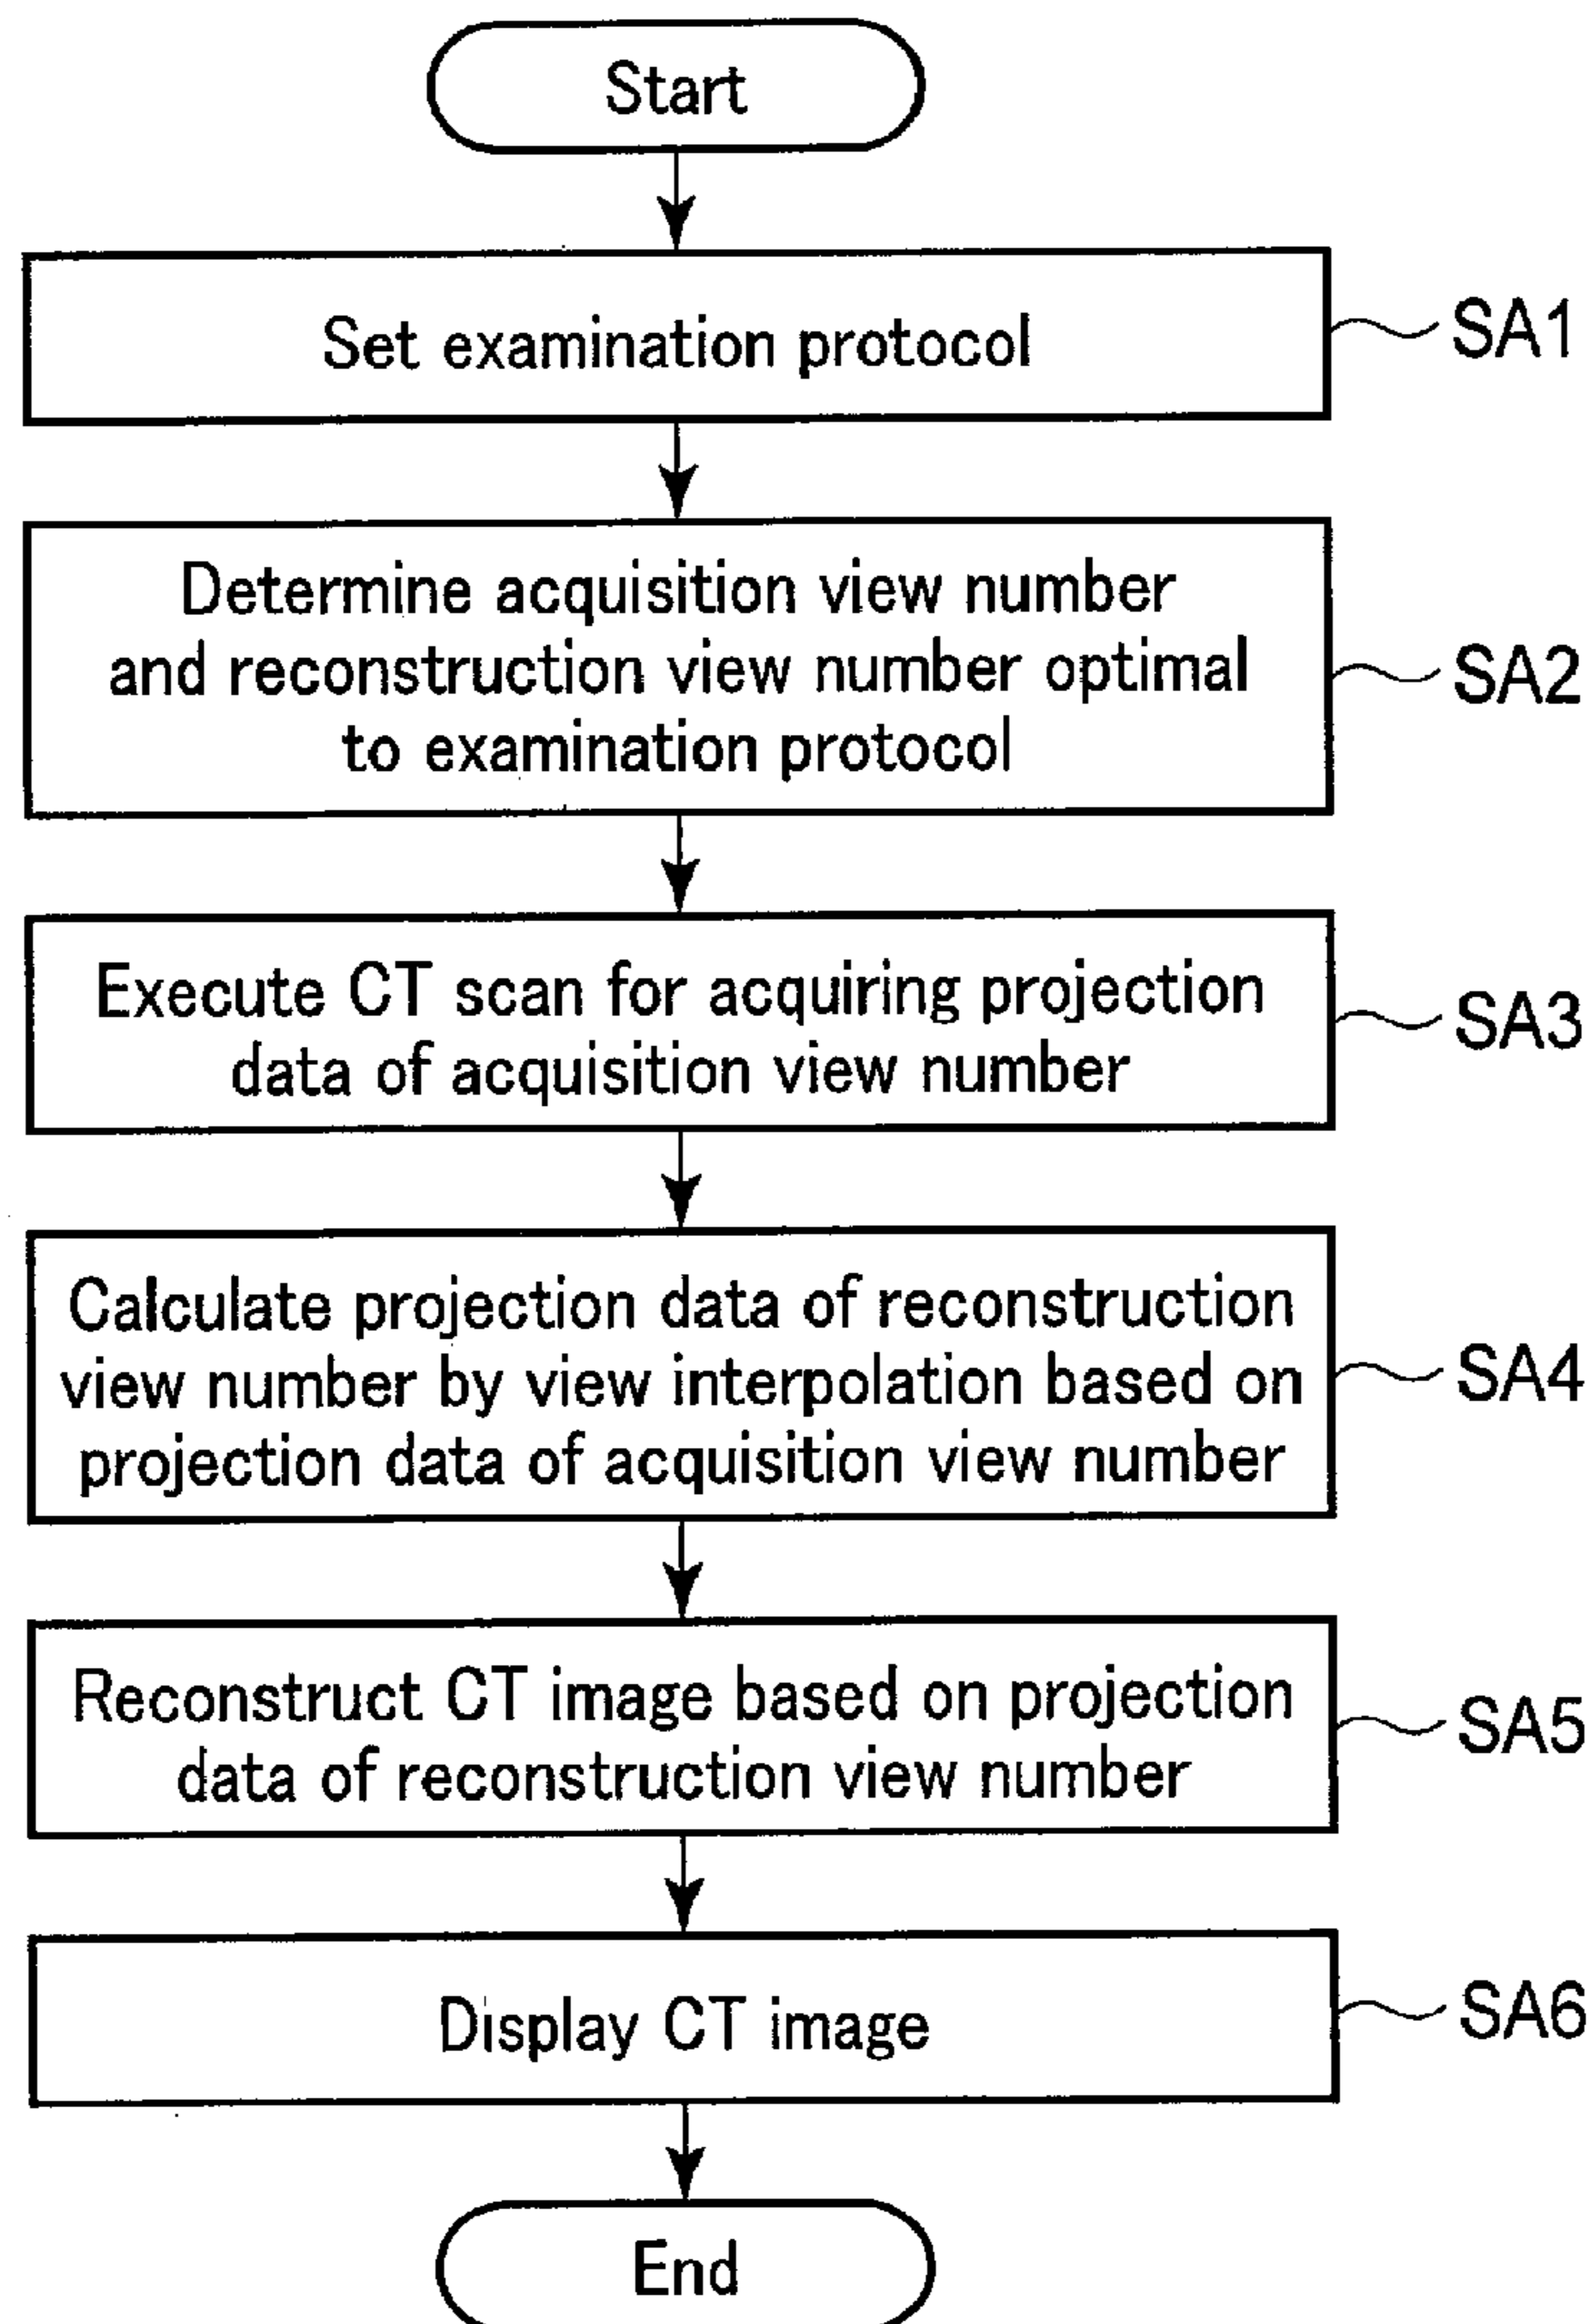 Start
Set examination protocol
SA1
Determine acquisition view number
and reconstruction view number optimal
to examination protocol
SA2
Execute CT scan for acquiring projection
data of acquisition view number
SA3
Calculate projection data of reconstruction
view number by view interpolation based on
projection data of acquisition view number
SA4
Reconstruct CT image based on projection
data of reconstruction view number
SA5
Display CT image
SA6
End